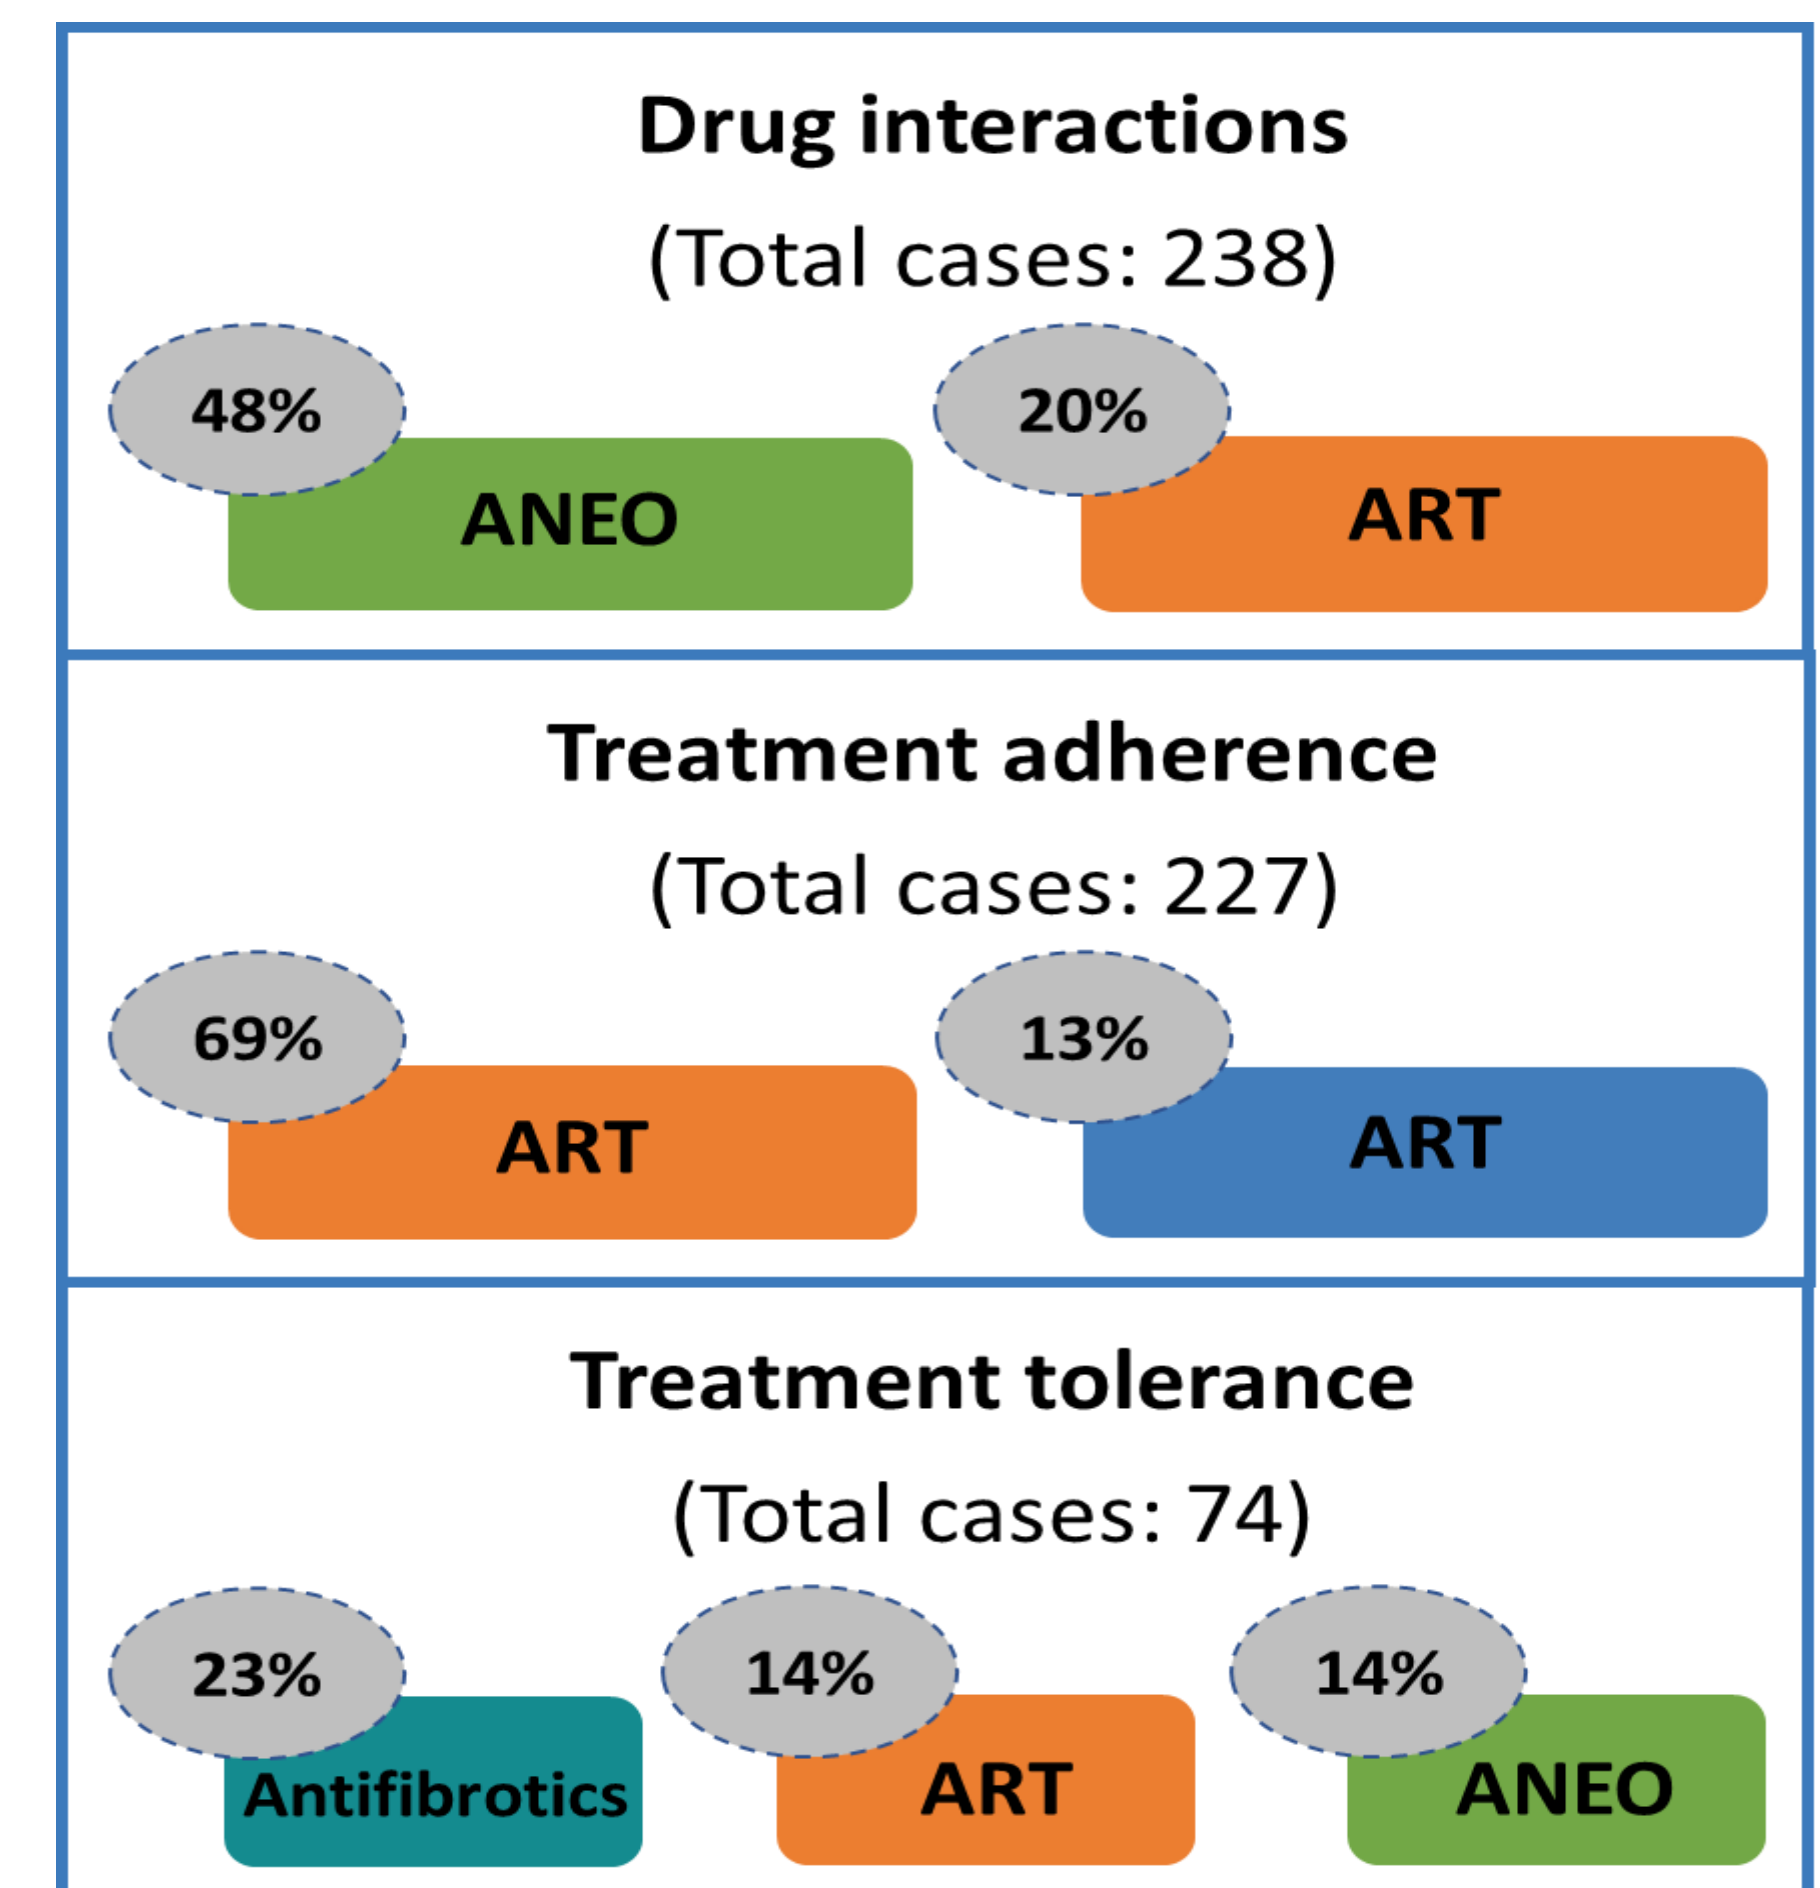 Drug interactions
(Total cases: 238)
48%
ANEO
20%
ART
Treatment adherence
(Total cases: 227)
69%
ART
13%
ART
Treatment tolerance
(Total cases: 74)
23%
Antifibrotics
14%
ART
14%
ANEO